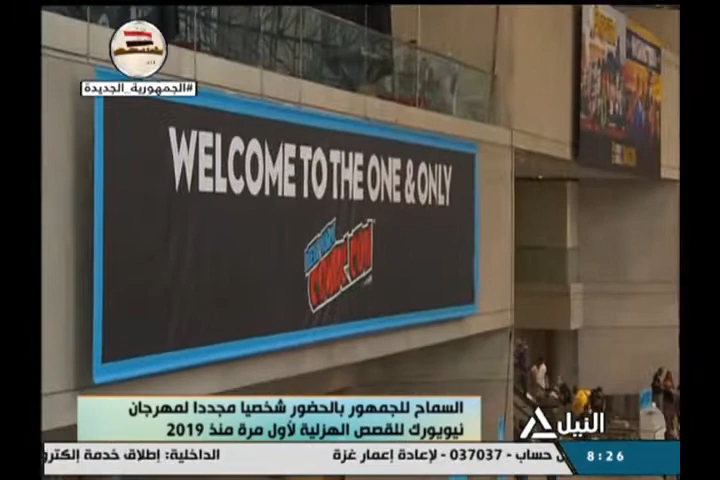 #الجمهورية_الجديدة
WELCOME TO THE ONE & ONLY
NEW YORK
COMIC CON
السماح للجمهور بالحضور شخصيا مجددا لمهرجان
نيويورك للقصص الهزلية لأول مرة منذ 2019
النيل
حساب - 037037 - لإعادة إعمار غزة الداخلية: إطلاق خدمة إلكترو
8:26